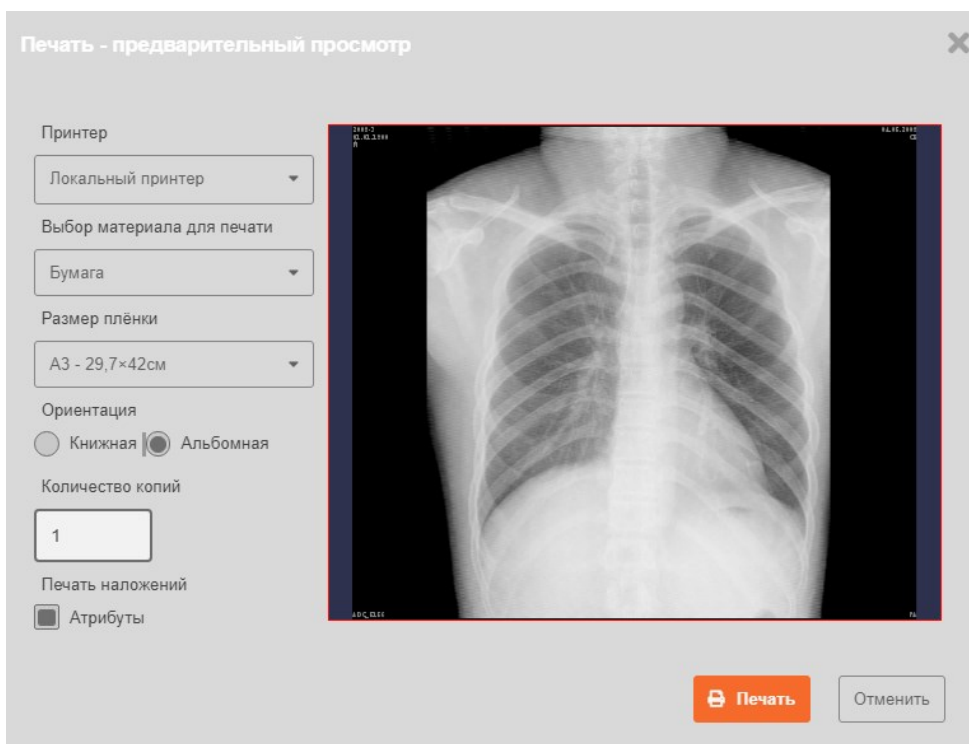 Печать - предварительный просмотр
Принтер
Локальный принтер
Выбор материала для печати
Бумага
Размер плёнки
А3 - 29,7×42см
Ориентация
Книжная Альбомная
Количество копий
1
Печать наложений
Атрибуты
Печать Отменить